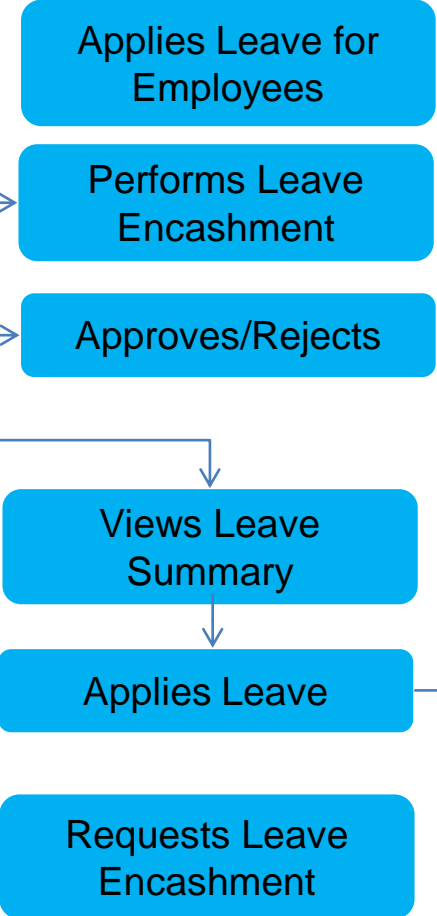 Applies Leave for
Employees
Performs Leave
Encashment
Approves/Rejects
Views Leave
Summary
Applies Leave
Requests Leave
Encashment